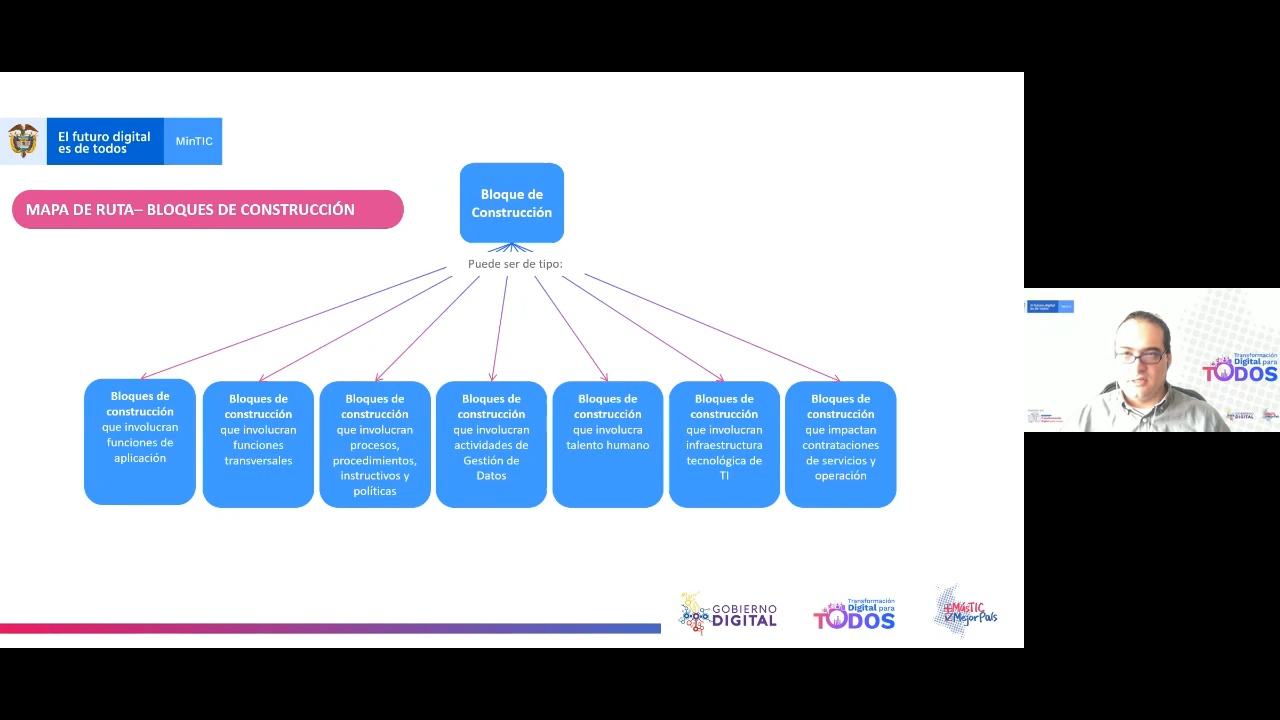 El futuro digital
es de todos
MinTIC
MAPA DE RUTA– BLOQUES DE CONSTRUCCIÓN
Bloque de
Construcción
Puede ser de tipo:
Bloques de
construcción
que involucran
funciones de
aplicación
Bloques de
construcción
que involucran
funciones
transversales
Bloques de
construcción
que involucran
procesos,
procedimientos,
instructivos y
políticas
Bloques de
construcción
que involucran
actividades de
Gestión de
Datos
Bloques de
construcción
que involucra
talento humano
Bloques de
construcción
que involucran
infraestructura
tecnológica de
TI
Bloques de
construcción
que impactan
contrataciones
de servicios y
operación
GOBIERNO
DIGITAL
Transformación
Digital para
TODOS
+MásTIC
MejorPaís
Transformación
Digital para
TODOS
GOBIERNO
DIGITAL